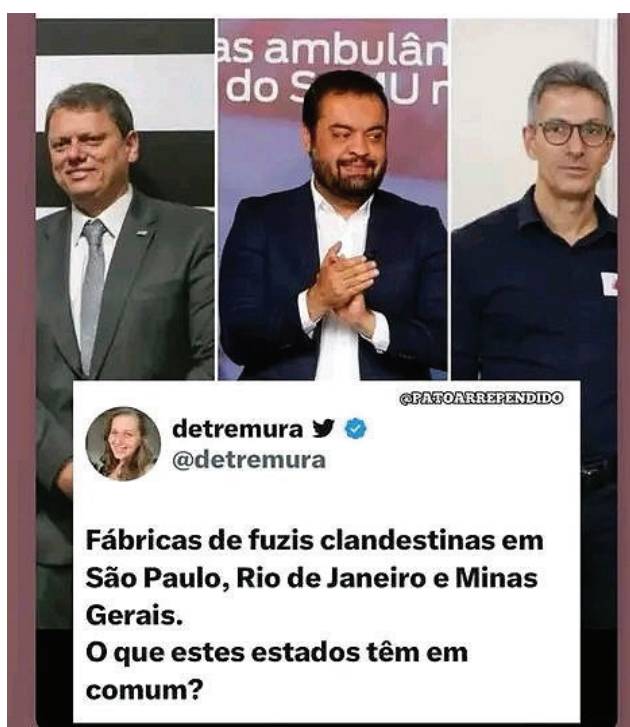 as ambulân
do S MU
@PATOARREPENDIDO
detremura
@detremura
Fábricas de fuzis clandestinas em
São Paulo, Rio de Janeiro e Minas
Gerais.
O que estes estados têm em
comum?